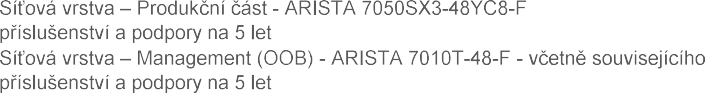 Síťová vrstva – Produkční část - ARISTA 7050SX3-48YC8-F
příslušenství a podpory na 5 let
Síťová vrstva – Management (OOB) - ARISTA 7010T-48-F - včetně souvisejícího
příslušenství a podpory na 5 let